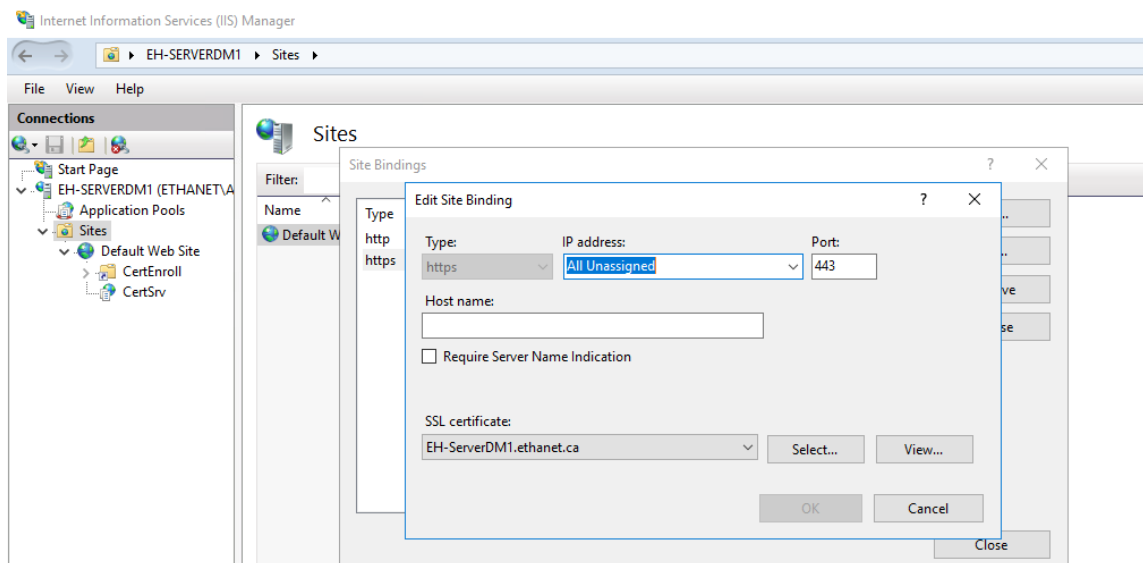 Internet Information Services (IIS) Manager
EH-SERVERDM1 Sites
File View Help
Connections
Start Page
EH-SERVERDM1 (ETHANET\A
Application Pools
Sites
Default Web Site
CertEnroll
CertSrv
Sites
Filter:
Name
Default W
Site Bindings ?
Type
http
https
Edit Site Binding ?
Type: IP address: Port:
https All Unassigned 443
Host name:
Require Server Name Indication
SSL certificate:
EH-ServerDM1.ethanet.ca Select... View...
OK Cancel
...
...
ve
se
Close